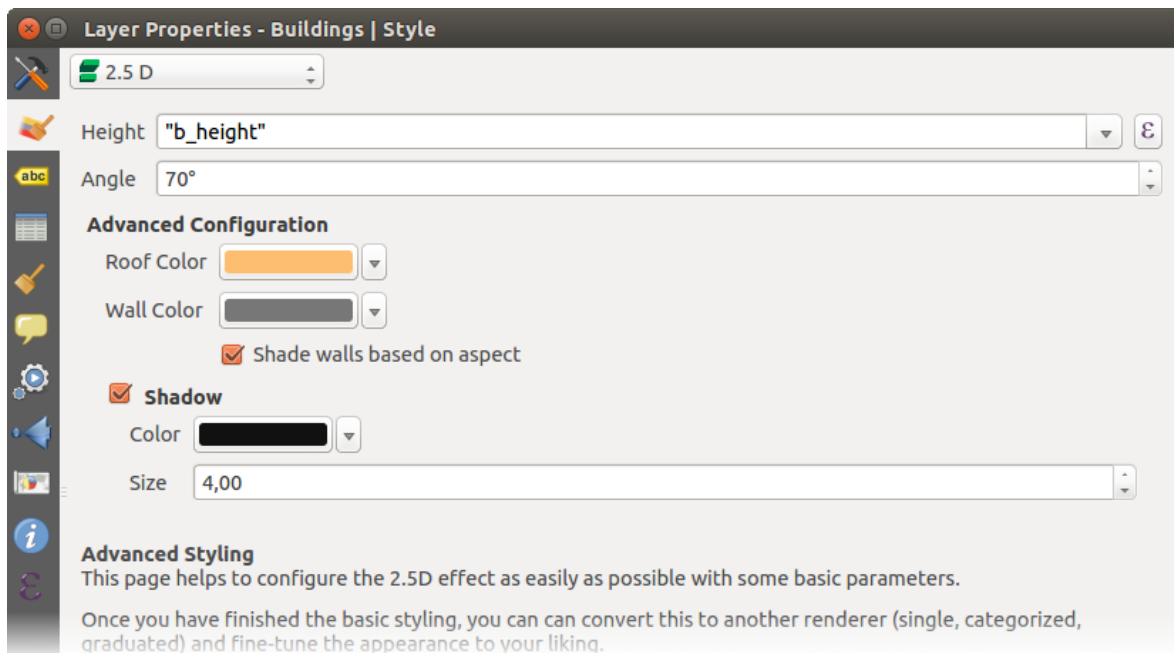 Layer Properties - Buildings | Style
2.5 D
Height "b_height" ε
abc
Angle 70°
Advanced Configuration
Roof Color
Wall Color
Shade walls based on aspect
Shadow
Color
Size 4,00
i
Advanced Styling
ε
This page helps to configure the 2.5D effect as easily as possible with some basic parameters.
Once you have finished the basic styling, you can can convert this to another renderer (single, categorized,
graduated) and fine-tune the appearance to your liking.